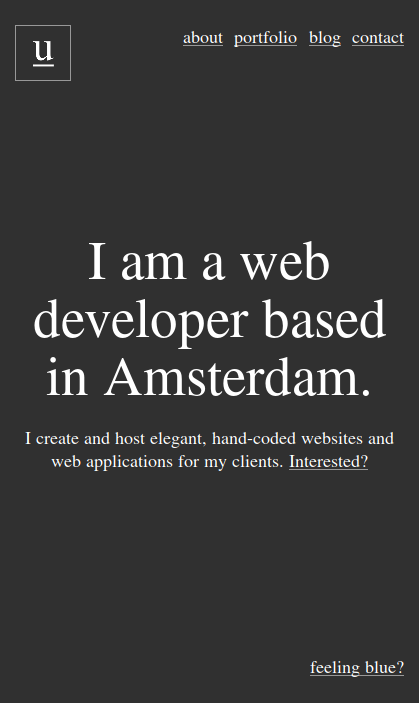 u
about portfolio blog contact
I am a web
developer based
in Amsterdam.
I create and host elegant, hand-coded websites and
web applications for my clients. Interested?
feeling blue?